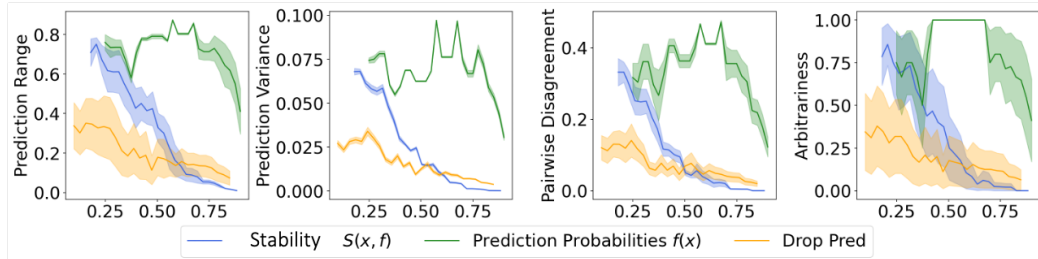 Prediction Range
0.8
0.6
0.4
0.2
0.0
0.25 0.50 0.75
Prediction Variance
0.100
0.075
0.050
0.025
0.000
0.25 0.50 0.75
Pairwise Disagreement
0.4
0.2
0.0
0.25 0.50 0.75
Arbitrariness
1.00
0.75
0.50
0.25
0.00
0.25 0.50 0.75
Stability S(x, f) Prediction Probabilities f(x) Drop Pred